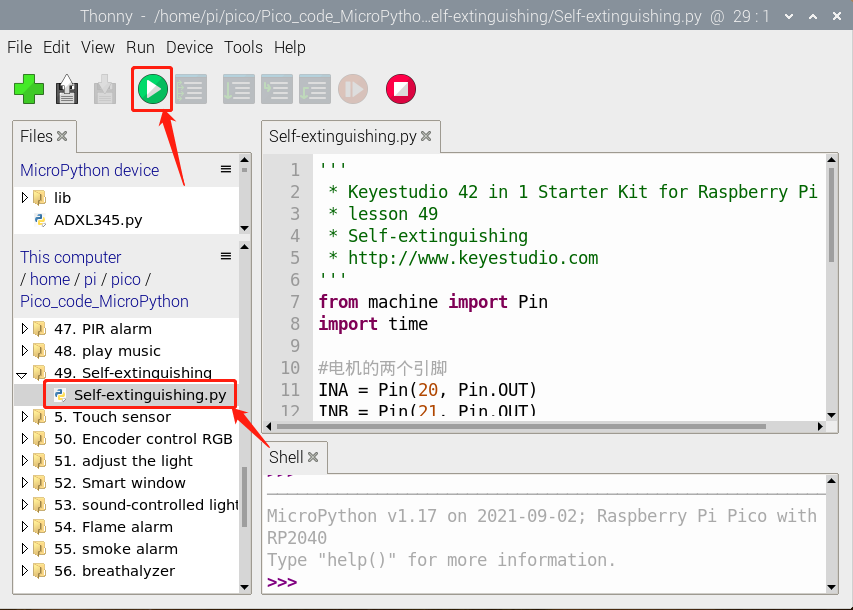 Thonny - /home/pi/pico/Pico_code_MicroPytho...elf-extinguishing/Self-extinguishing.py @ 29 : 1
File Edit View Run Device Tools Help
Files
MicroPython device
lib
ADXL345.py
This computer
/ home / pi / pico /
Pico_code_MicroPython
47. PIR alarm
48. play music
49. Self-extinguishing
Self-extinguishing.py
5. Touch sensor
50. Encoder control RGB
51. adjust the light
52. Smart window
53. sound-controlled light
54. Flame alarm
55. smoke alarm
56. breathalyzer
Self-extinguishing.py
1 '''
2 * Keyestudio 42 in 1 Starter Kit for Raspberry Pi
3 * lesson 49
4 * Self-extinguishing
5 * http://www.keyestudio.com
6 '''
7 from machine import Pin
8 import time
9
10 #电机的两个引脚
11 INA = Pin(20, Pin.OUT)
12 INB = Pin(21, Pin.OUT)
Shell
>>>
MicroPython v1.17 on 2021-09-02; Raspberry Pi Pico with
RP2040
Type "help()" for more information.
>>>